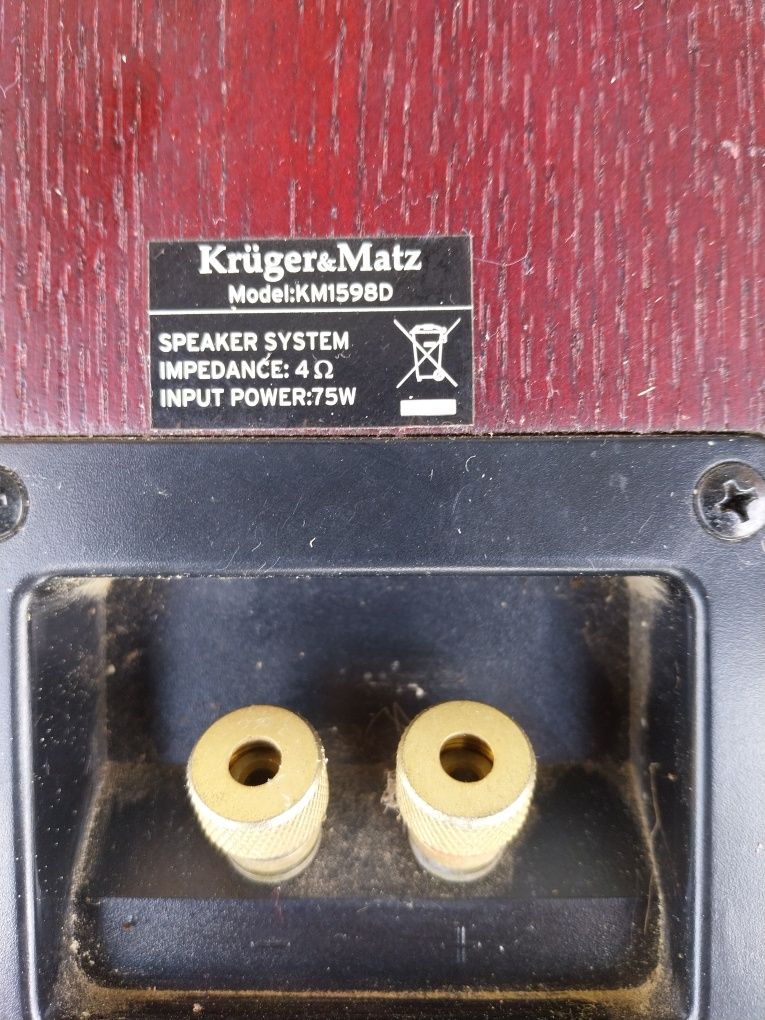 Krüger&Matz
Model:KM1598D
SPEAKER SYSTEM
IMPEDANCE: 4 Ω
INPUT POWER:75W